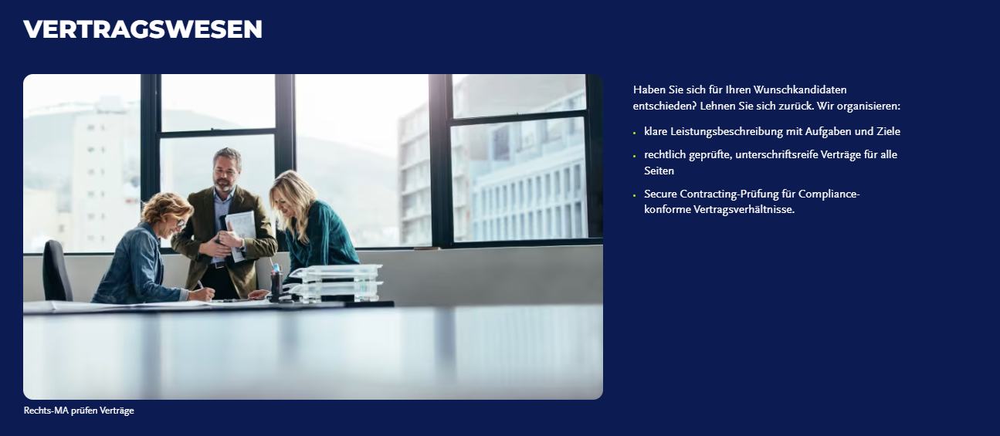 VERTRAGSWESEN
Haben Sie sich für Ihren Wunschkandidaten
entschieden? Lehnen Sie sich zurück. Wir organisieren:
• klare Leistungsbeschreibung mit Aufgaben und Ziele
• rechtlich geprüfte, unterschriftsreife Verträge für alle
Seiten
• Secure Contracting-Prüfung für Compliance-
konforme Vertragsverhältnisse.
Rechts-MA prüfen Verträge